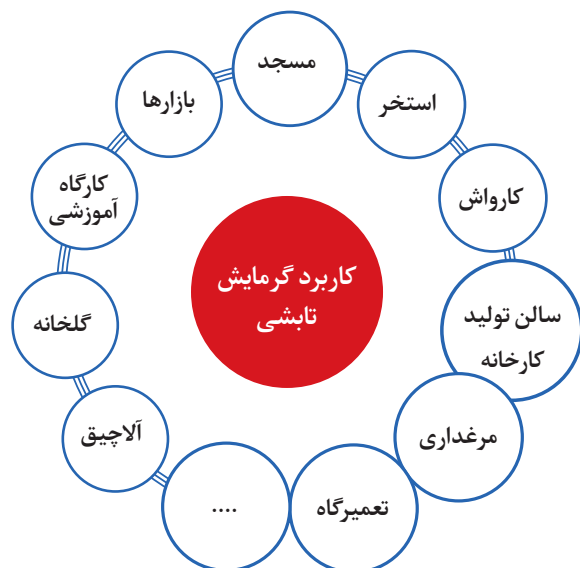 کاربرد گرمایش
تابشی
مسجد
استخر
کارواش
سالن تولید
کارخانه
مرغداری
تعمیرگاه
....
آلاچیق
گلخانه
کارگاه
آموزشی
بازارها